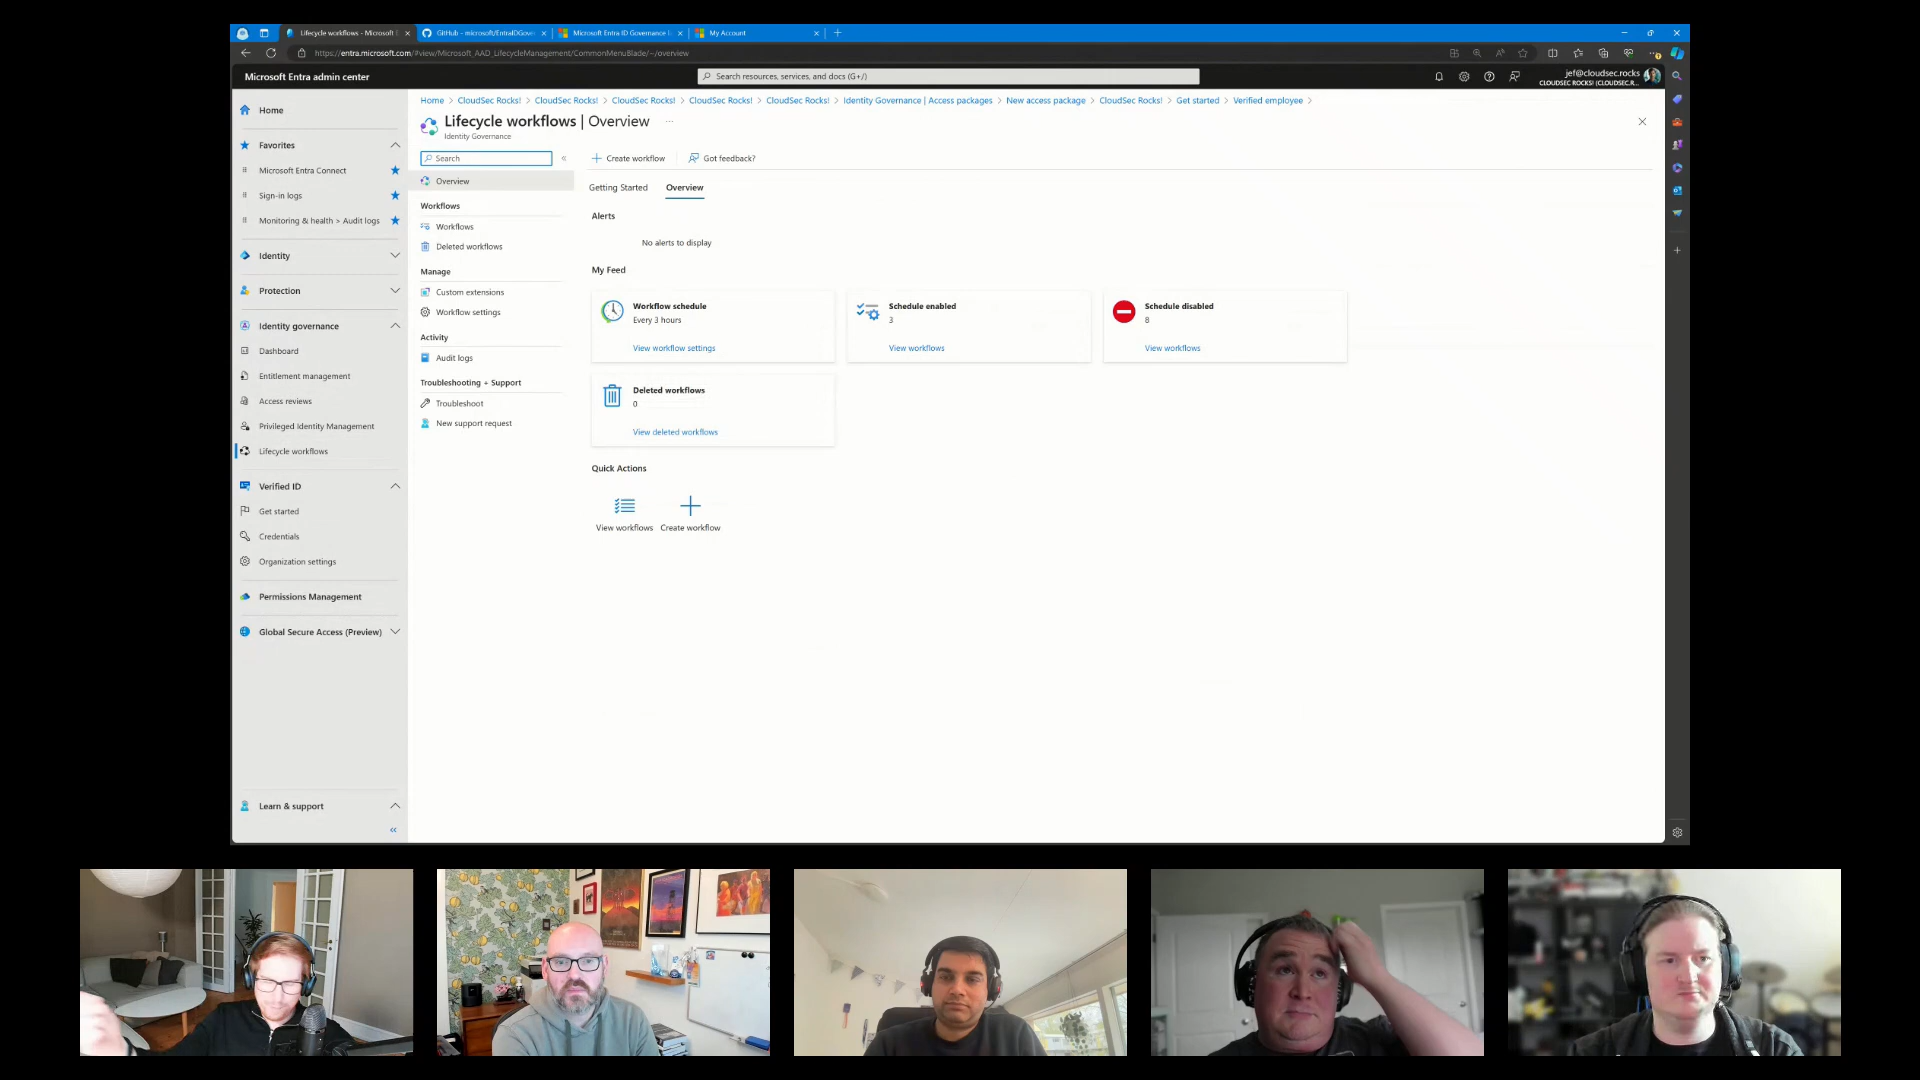 Lifecycle workflows - Microsoft E
GitHub - microsoft/EntraIDGover
Microsoft Entra ID Governance l
My Account
https://entra.microsoft.com/#view/Microsoft_AAD_LifecycleManagement/CommonMenuBlade/~/overview
Microsoft Entra admin center
Search resources, services, and docs (G+/)
jef@cloudsec.rocks
CLOUDSEC ROCKS! (CLOUDSEC.R...
Home > CloudSec Rocks! > CloudSec Rocks! > CloudSec Rocks! > CloudSec Rocks! > CloudSec Rocks! > Identity Governance | Access packages > New access package > CloudSec Rocks! > Get started > Verified employee >
Lifecycle workflows | Overview ...
Identity Governance
Home
Favorites
Microsoft Entra Connect
Sign-in logs
Monitoring & health > Audit logs
Identity
Protection
Identity governance
Dashboard
Entitlement management
Access reviews
Privileged Identity Management
Lifecycle workflows
Verified ID
Get started
Credentials
Organization settings
Permissions Management
Global Secure Access (Preview)
Learn & support
Search
Overview
Workflows
Workflows
Deleted workflows
Manage
Custom extensions
Workflow settings
Activity
Audit logs
Troubleshooting + Support
Troubleshoot
New support request
Create workflow
Got feedback?
Getting Started
Overview
Alerts
No alerts to display
My Feed
Workflow schedule
Every 3 hours
View workflow settings
Schedule enabled
3
View workflows
Schedule disabled
8
View workflows
Deleted workflows
0
View deleted workflows
Quick Actions
View workflows
Create workflow